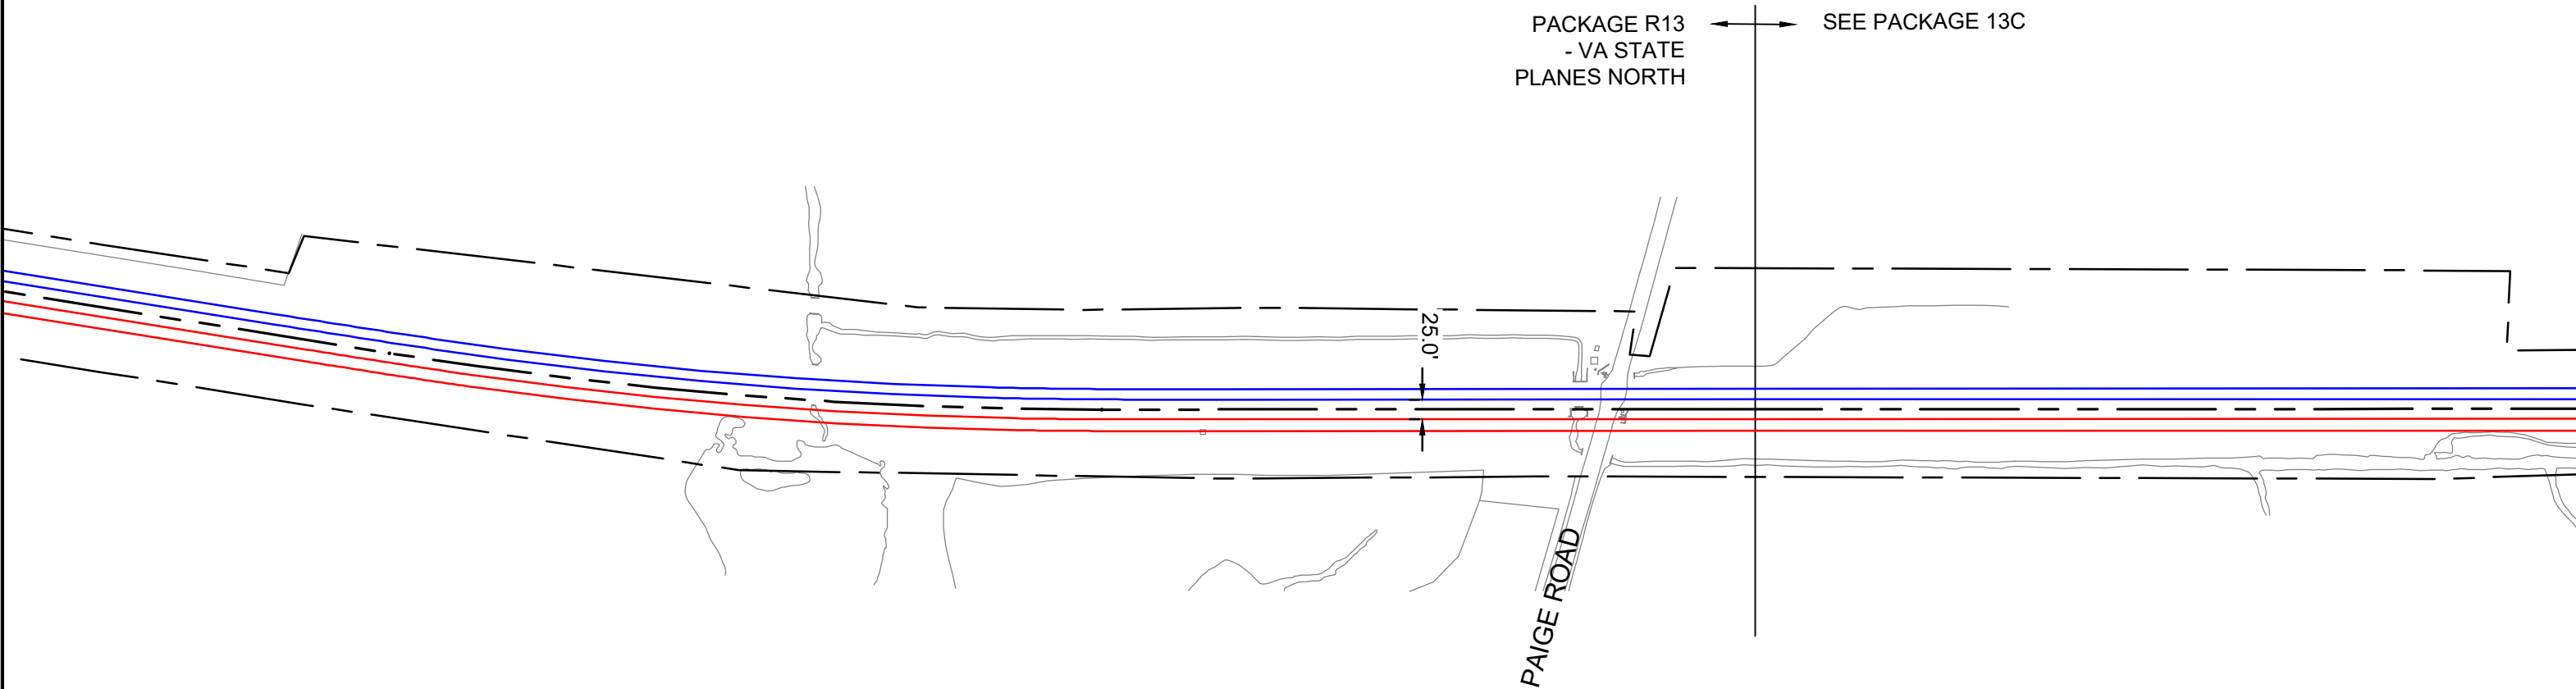 PACKAGE R13
- VA STATE
PLANES NORTH
SEE PACKAGE 13C
25.0'
PAIGE ROAD